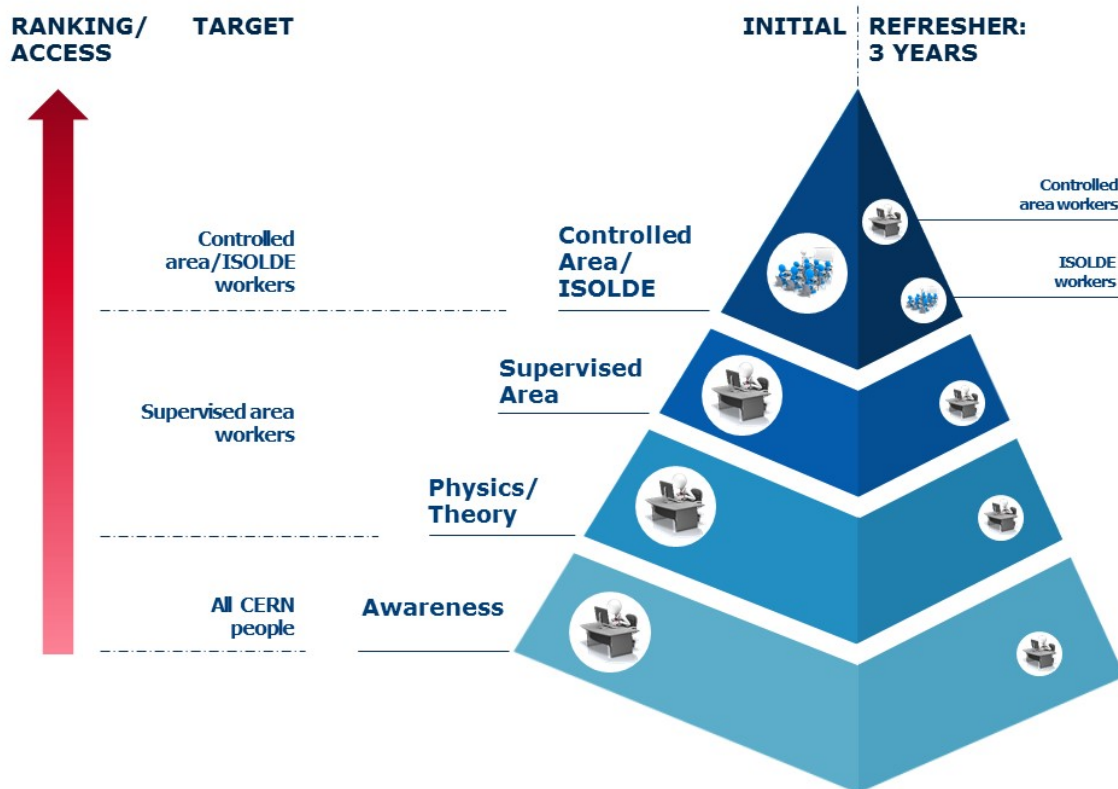 RANKING/
ACCESS
TARGET
INITIAL
REFRESHER:
3 YEARS
Controlled
area workers
ISOLDE
workers
Controlled
area/ISOLDE
workers
Controlled
Area/
ISOLDE
Supervised
Area
Supervised area
workers
Physics/
Theory
All CERN
people
Awareness